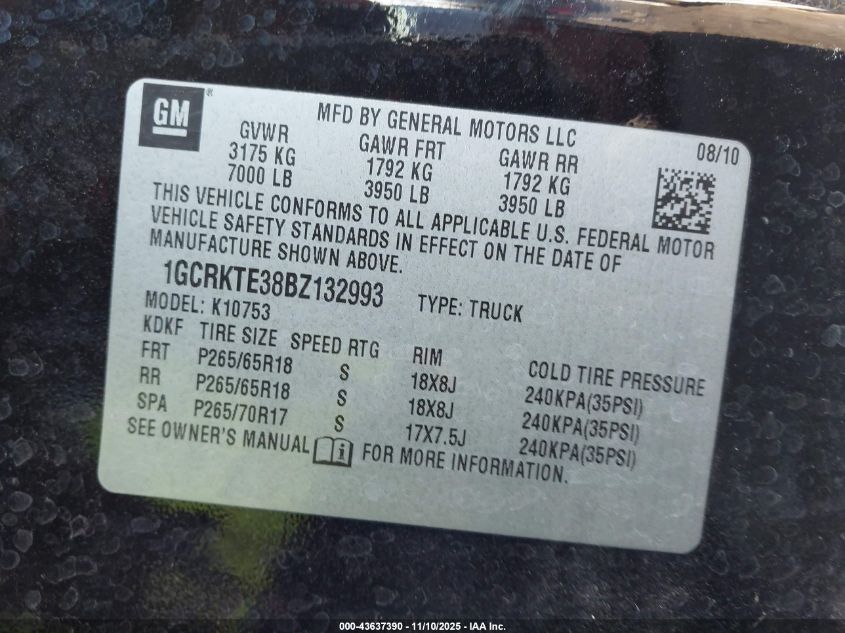 GM
MFD BY GENERAL MOTORS LLC
08/10
GVWR GAWR FRT GAWR RR
3175 KG 1792 KG 1792 KG
7000 LB 3950 LB 3950 LB
THIS VEHICLE CONFORMS TO ALL APPLICABLE U.S. FEDERAL MOTOR
VEHICLE SAFETY STANDARDS IN EFFECT ON THE DATE OF
MANUFACTURE SHOWN ABOVE.
1GCRKTE38BZ132993 TYPE: TRUCK
MODEL: K10753
KDKF TIRE SIZE SPEED RTG RIM COLD TIRE PRESSURE
FRT P265/65R18 S 18X8J 240KPA(35PSI)
RR P265/65R18 S 18X8J 240KPA(35PSI)
SPA P265/70R17 S 17X7.5J 240KPA(35PSI)
SEE OWNER'S MANUAL i FOR MORE INFORMATION.
000-43637390 - 11/10/2025 - IAA Inc.